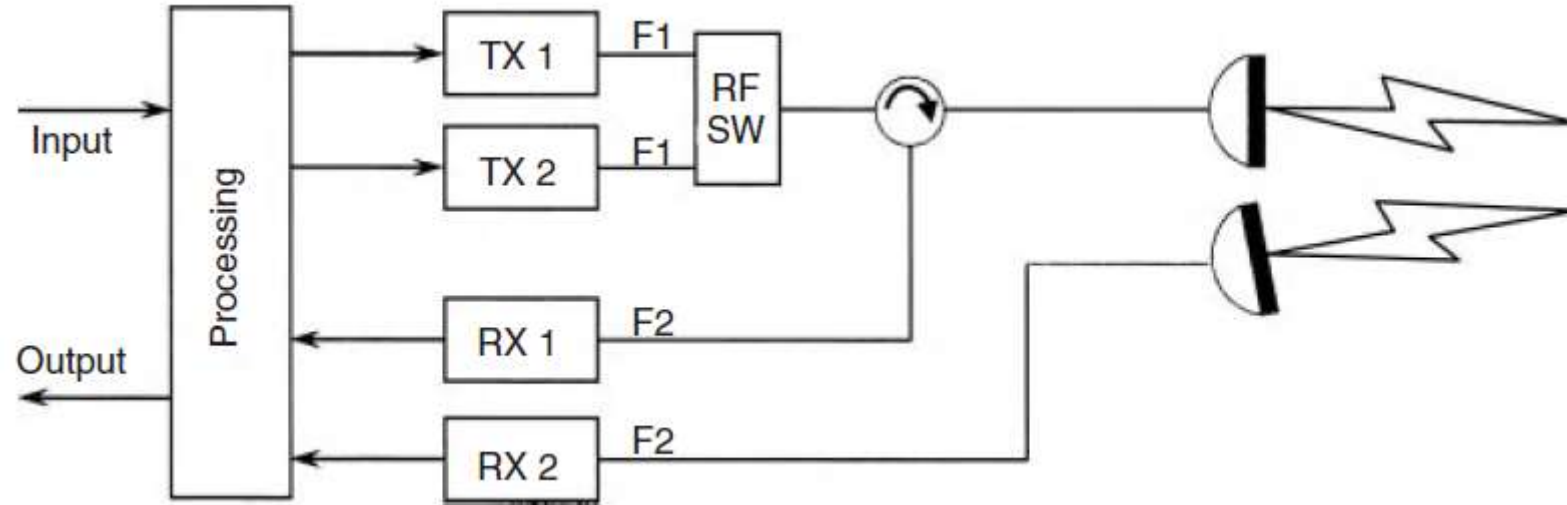 TX 1
F1
RF
SW
Input
TX 2
F1
Processing
RX 1
F2
Output
RX 2
F2